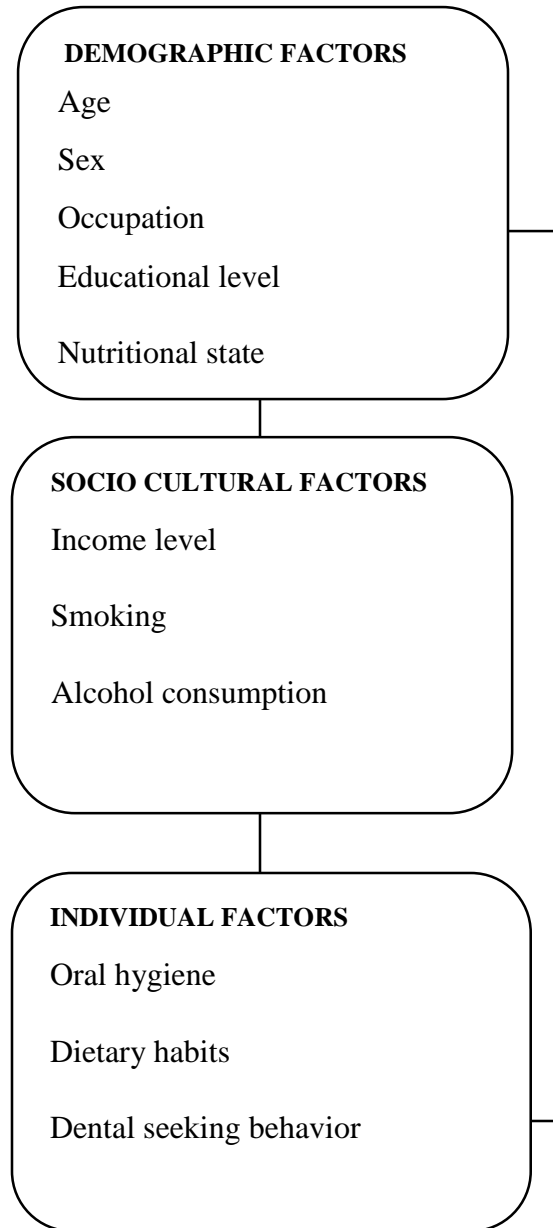 DEMOGRAPHIC FACTORS
Age
Sex
Occupation
Educational level
Nutritional state
SOCIO CULTURAL FACTORS
Income level
Smoking
Alcohol consumption
INDIVIDUAL FACTORS
Oral hygiene
Dietary habits
Dental seeking behavior